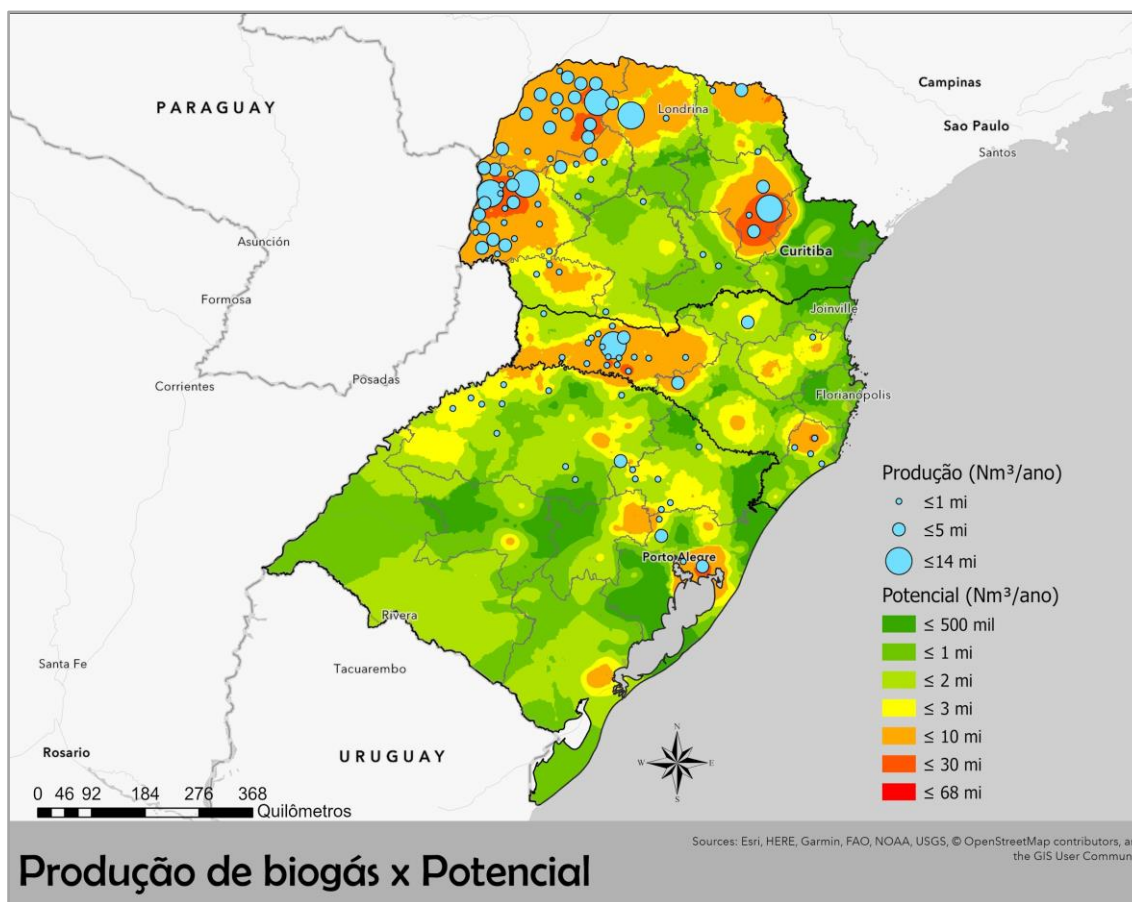 PARAGUAY
Campinas
Londrina
Sao Paulo
Santos
Asunción
Curitiba
Formosa
Joinville
Posadas
Corrientes
Florianópolis
Produção (Nm³/ano)
≤1 mi
≤5 mi
≤14 mi
Porto Alegre
Potencial (Nm³/ano)
≤ 500 mil
Rivera
≤ 1 mi
Santa Fe
Tacuarembo
≤ 2 mi
≤ 3 mi
≤ 10 mi
≤ 30 mi
≤ 68 mi
N
W
E
S
Rosario
URUGUAY
0 46 92 184 276 368
Quilômetros
Sources: Esri, HERE, Garmin, FAO, NOAA, USGS, © OpenStreetMap contributors, an
the GIS User Commun
Produção de biogás x Potencial